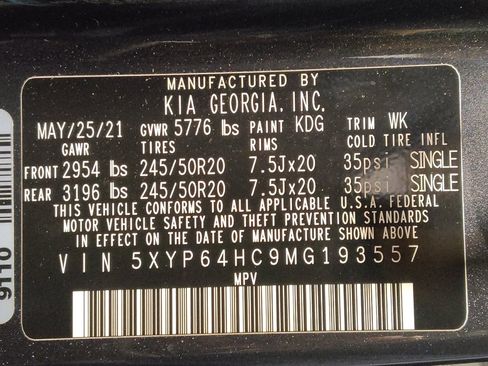 MANUFACTURED BY
KIA GEORGIA, INC.
MAY/25/21 GVWR 5776 lbs PAINT KDG TRIM WK
GAWR TIRES RIMS COLD TIRE INFL
FRONT 2954 lbs 245/50R20 7.5Jx20 35psi SINGLE
REAR 3196 lbs 245/50R20 7.5Jx20 35psi SINGLE
THIS VEHICLE CONFORMS TO ALL APPLICABLE U.S.A. FEDERAL
MOTOR VEHICLE SAFETY AND THEFT PREVENTION STANDARDS
IN EFFECT ON THE DATE OF MANUFACTURE SHOWN ABOVE.
VIN 5XYP64HC9MG193557
MPV
9110